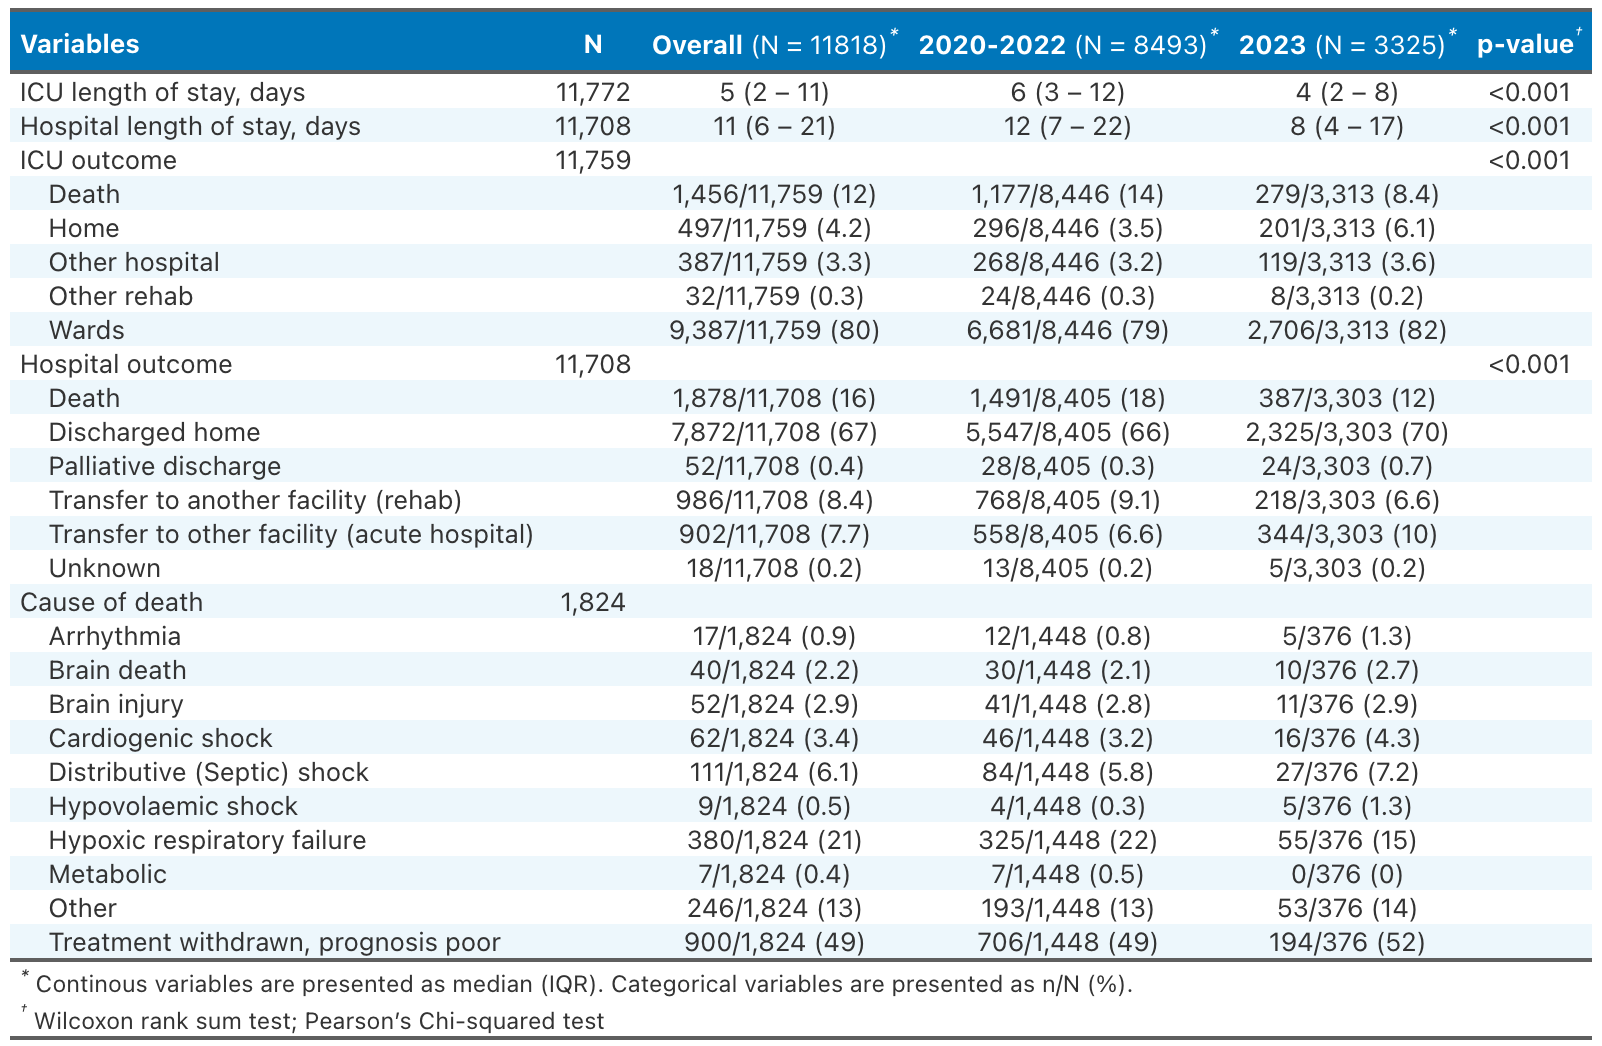 Variables N Overall (N = 11818)* 2020-2022 (N = 8493)* 2023 (N = 3325)* p-value†
ICU length of stay, days 11,772 5 (2 – 11) 6 (3 – 12) 4 (2 – 8) <0.001
Hospital length of stay, days 11,708 11 (6 – 21) 12 (7 – 22) 8 (4 – 17) <0.001
ICU outcome 11,759 <0.001
Death 1,456/11,759 (12) 1,177/8,446 (14) 279/3,313 (8.4)
Home 497/11,759 (4.2) 296/8,446 (3.5) 201/3,313 (6.1)
Other hospital 387/11,759 (3.3) 268/8,446 (3.2) 119/3,313 (3.6)
Other rehab 32/11,759 (0.3) 24/8,446 (0.3) 8/3,313 (0.2)
Wards 9,387/11,759 (80) 6,681/8,446 (79) 2,706/3,313 (82)
Hospital outcome 11,708 <0.001
Death 1,878/11,708 (16) 1,491/8,405 (18) 387/3,303 (12)
Discharged home 7,872/11,708 (67) 5,547/8,405 (66) 2,325/3,303 (70)
Palliative discharge 52/11,708 (0.4) 28/8,405 (0.3) 24/3,303 (0.7)
Transfer to another facility (rehab) 986/11,708 (8.4) 768/8,405 (9.1) 218/3,303 (6.6)
Transfer to other facility (acute hospital) 902/11,708 (7.7) 558/8,405 (6.6) 344/3,303 (10)
Unknown 18/11,708 (0.2) 13/8,405 (0.2) 5/3,303 (0.2)
Cause of death 1,824
Arrhythmia 17/1,824 (0.9) 12/1,448 (0.8) 5/376 (1.3)
Brain death 40/1,824 (2.2) 30/1,448 (2.1) 10/376 (2.7)
Brain injury 52/1,824 (2.9) 41/1,448 (2.8) 11/376 (2.9)
Cardiogenic shock 62/1,824 (3.4) 46/1,448 (3.2) 16/376 (4.3)
Distributive (Septic) shock 111/1,824 (6.1) 84/1,448 (5.8) 27/376 (7.2)
Hypovolaemic shock 9/1,824 (0.5) 4/1,448 (0.3) 5/376 (1.3)
Hypoxic respiratory failure 380/1,824 (21) 325/1,448 (22) 55/376 (15)
Metabolic 7/1,824 (0.4) 7/1,448 (0.5) 0/376 (0)
Other 246/1,824 (13) 193/1,448 (13) 53/376 (14)
Treatment withdrawn, prognosis poor 900/1,824 (49) 706/1,448 (49) 194/376 (52)
* Continous variables are presented as median (IQR). Categorical variables are presented as n/N (%).
† Wilcoxon rank sum test; Pearson’s Chi-squared test